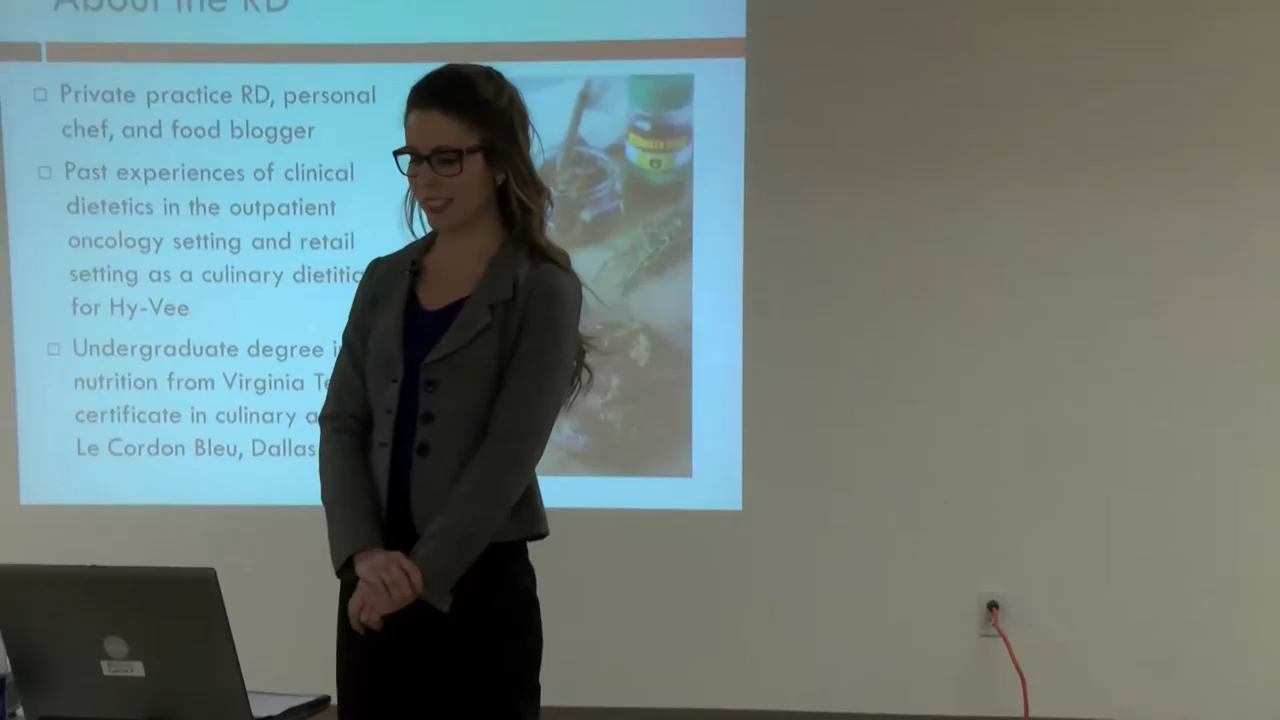 About the RD
Private practice RD, personal
chef, and food blogger
Past experiences of clinical
dietetics in the outpatient
oncology setting and retail
setting as a culinary dietitic
for Hy-Vee
Undergraduate degree i
nutrition from Virginia Te
certificate in culinary a
Le Cordon Bleu, Dallas